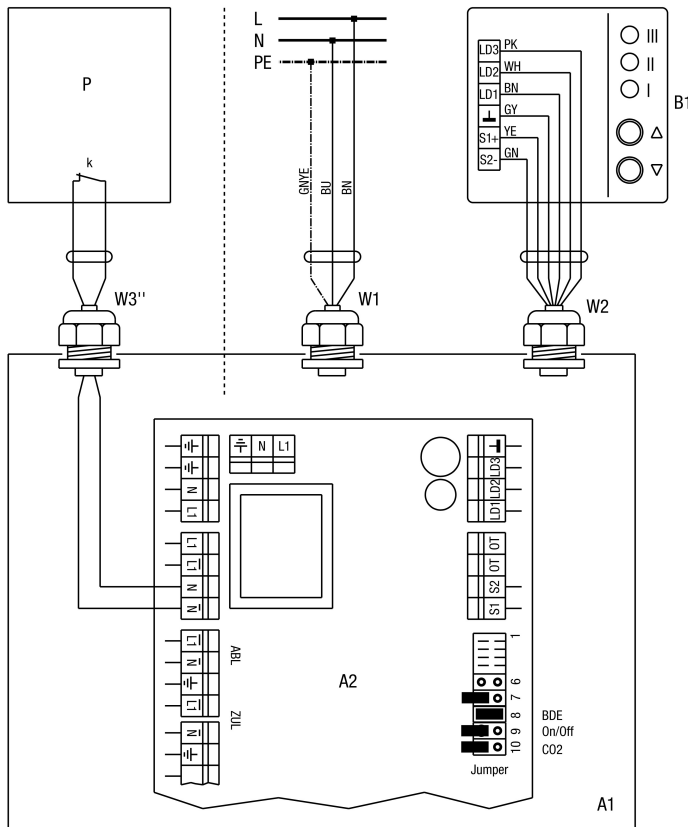 L
N
PE
P
k
GNYE
BU
BN
LD3 PK
LD2 WH
LD1 BN
GY
S1+ YE
S2- GN
III
II
I
B1
W3''
W1
W2
N L1
N
L1
L1
L1
N
N'
L1
N
L1
N
ABL
ZUL
A2
LD3
LD2
LD1
OT
OT
S2
S1
1
6
7
8 BDE
9 On/Off
10 CO2
Jumper
A1